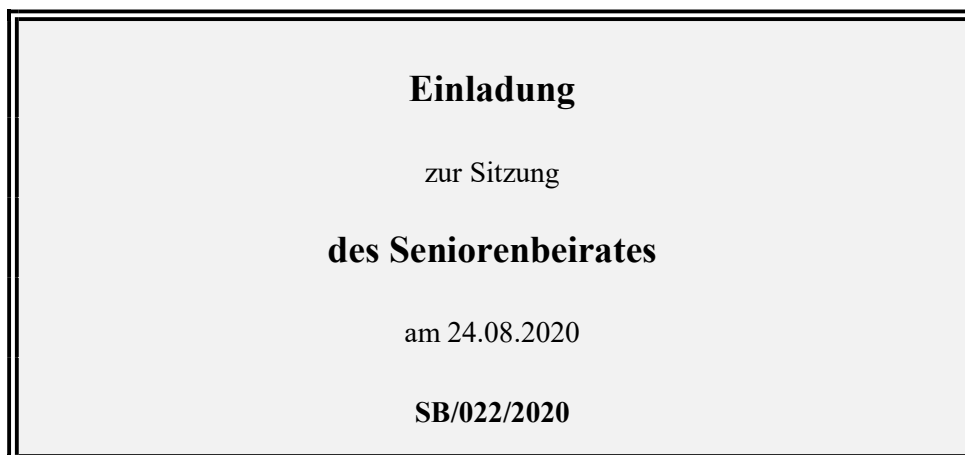 Einladung
zur Sitzung
des Seniorenbeirates
am 24.08.2020
SB/022/2020